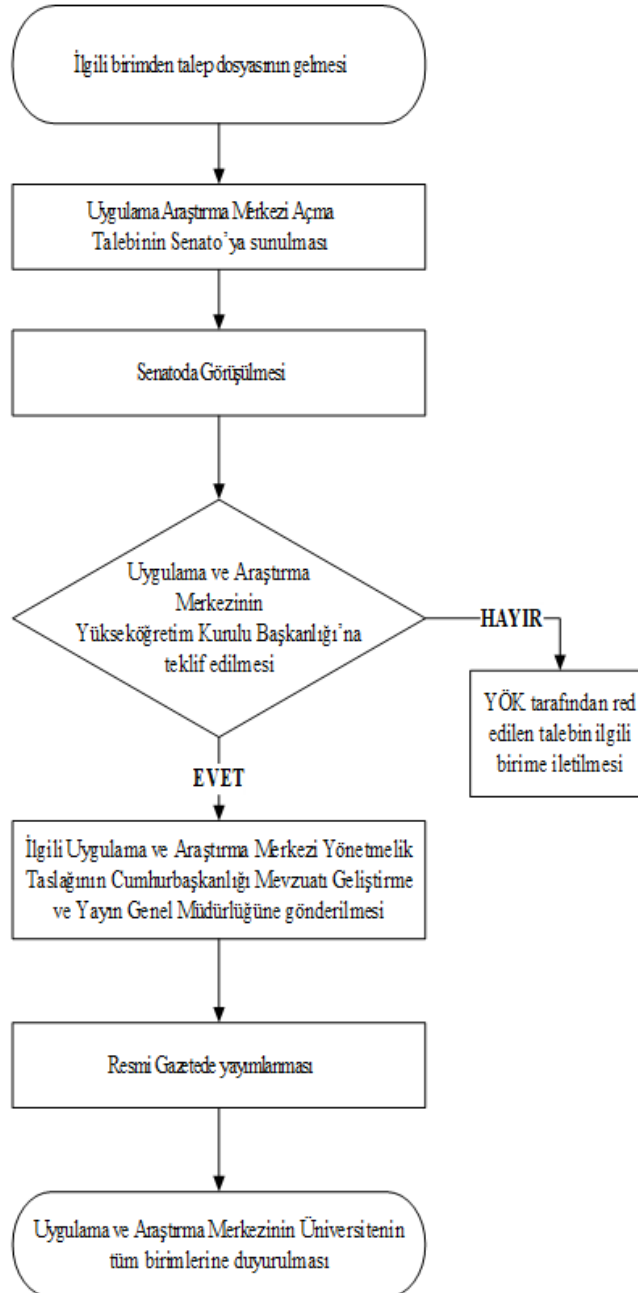 İlgili birimden talep dosyasının gelmesi
Uygulama Araştırma Merkezi Açma
Talebinin Senato’ya sunulması
Senatoda Görüşülmesi
Uygulama ve Araştırma
Merkezinin
Yükseköğretim Kurulu Başkanlığı’na
teklif edilmesi
HAYIR
YÖK tarafından red
edilen talebin ilgili
birime iletilmesi
EVET
İlgili Uygulama ve Araştırma Merkezi Yönetmelik
Taslağının Cumhurbaşkanlığı Mevzuatı Geliştirme
ve Yayın Genel Müdürlüğüne gönderilmesi
Resmi Gazetede yayımlanması
Uygulama ve Araştırma Merkezinin Üniversitenin
tüm birimlerine duyurulması